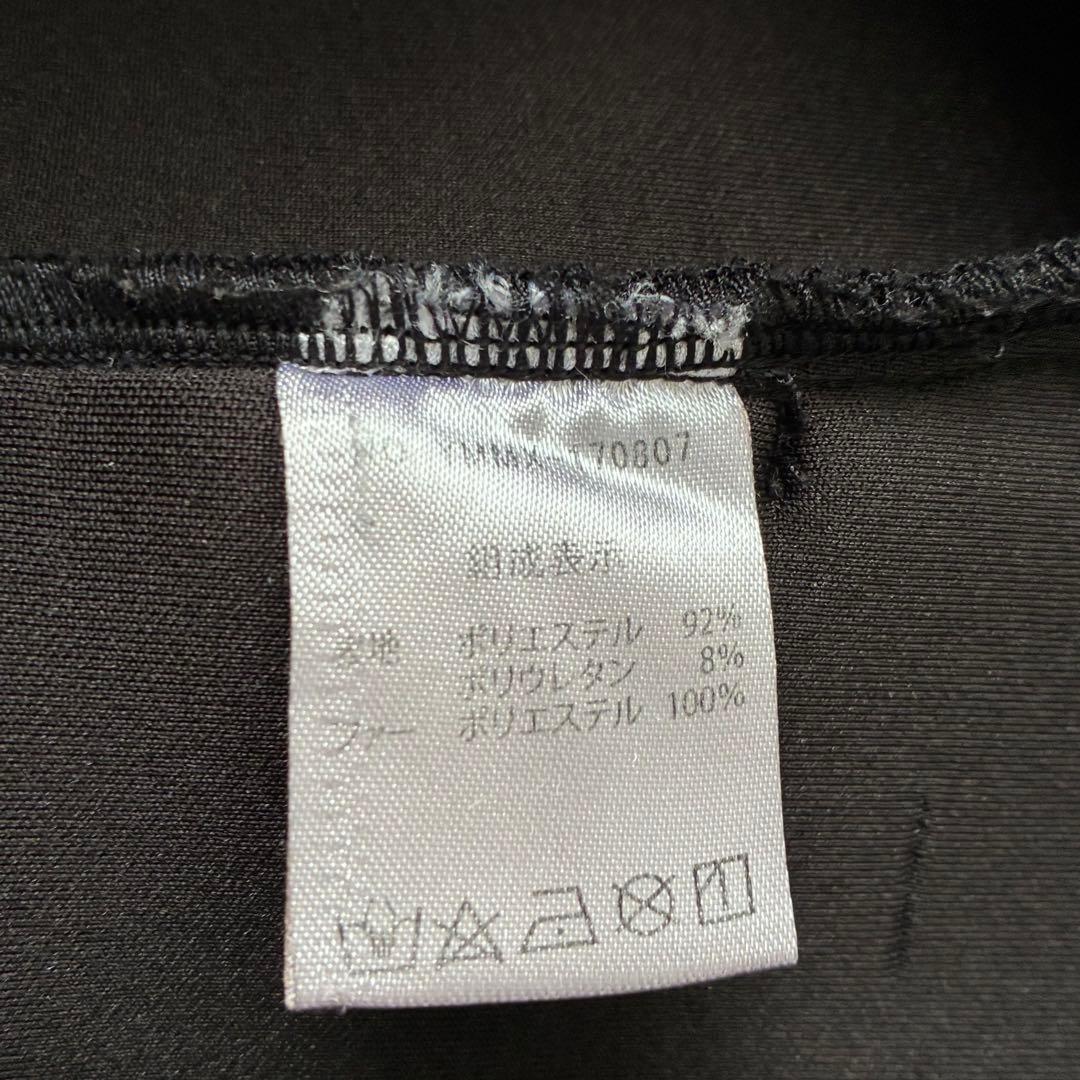 組成表示
表地 ポリエステル 92%
ポリウレタン 8%
ファー ポリエステル 100%